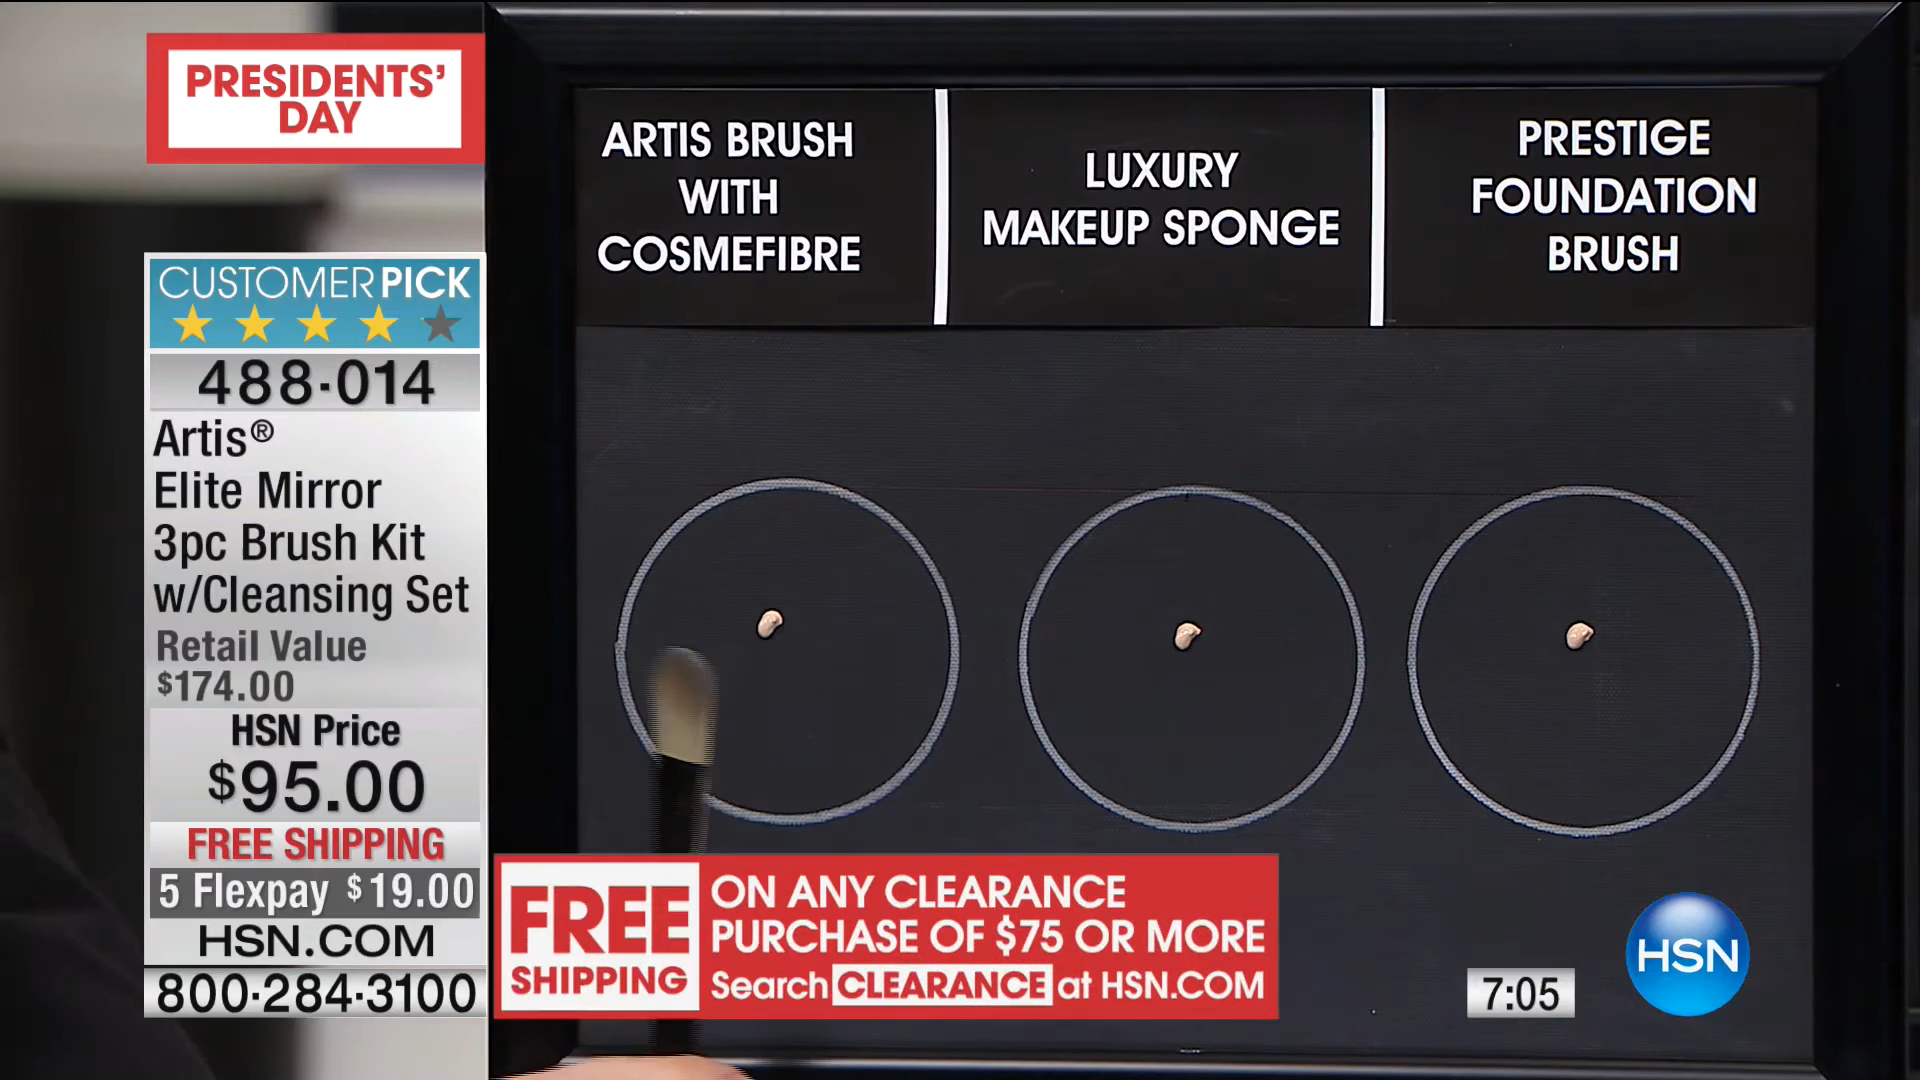 PRESIDENTS'
DAY
CUSTOMERPICK
488·014
Artis®
Elite Mirror
3pc Brush Kit
w/Cleansing Set
Retail Value
$174.00
HSN Price
$95.00
FREE SHIPPING
5 Flexpay $19.00
HSN.COM
800·284·3100
ARTIS BRUSH
WITH
COSMEFIBRE
LUXURY
MAKEUP SPONGE
PRESTIGE
FOUNDATION
BRUSH
FREE
SHIPPING
ON ANY CLEARANCE
PURCHASE OF $75 OR MORE
Search CLEARANCE at HSN.COM
7:05
HSN